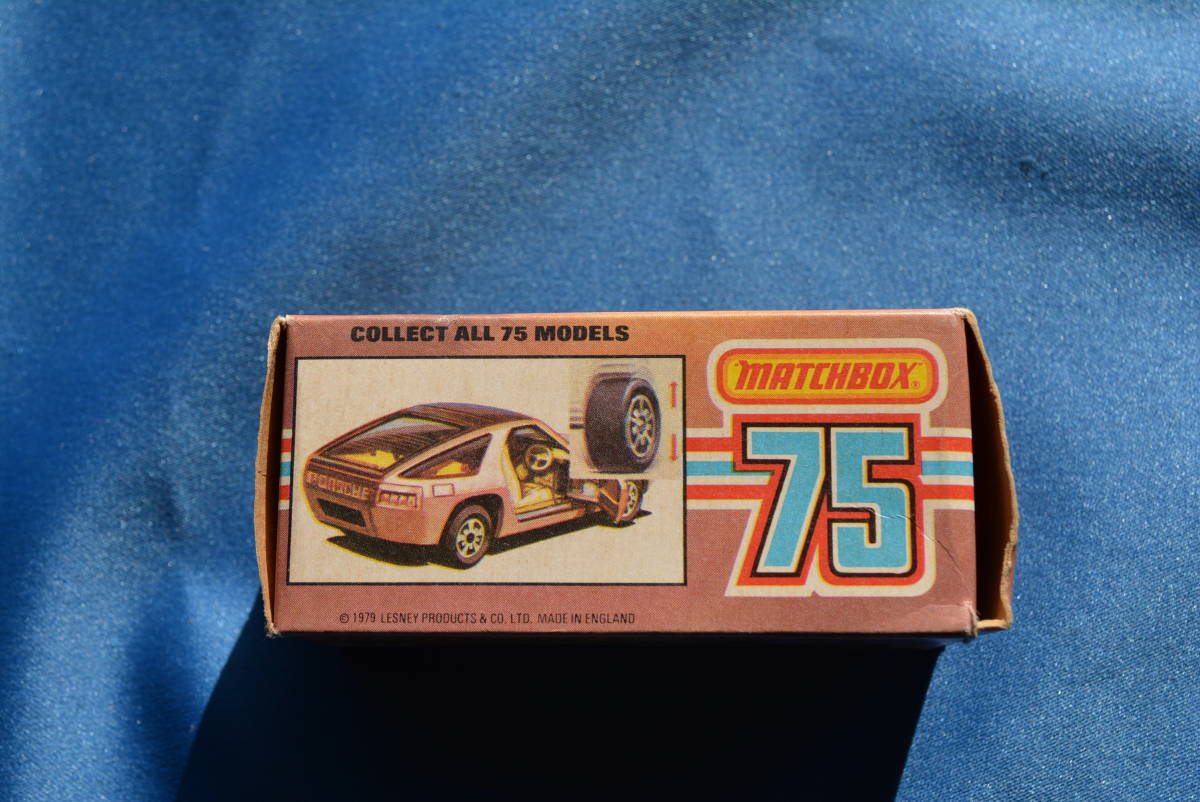 COLLECT ALL 75 MODELS
MATCHBOX®
75
PORSCHE
© 1979 LESNEY PRODUCTS & CO. LTD. MADE IN ENGLAND